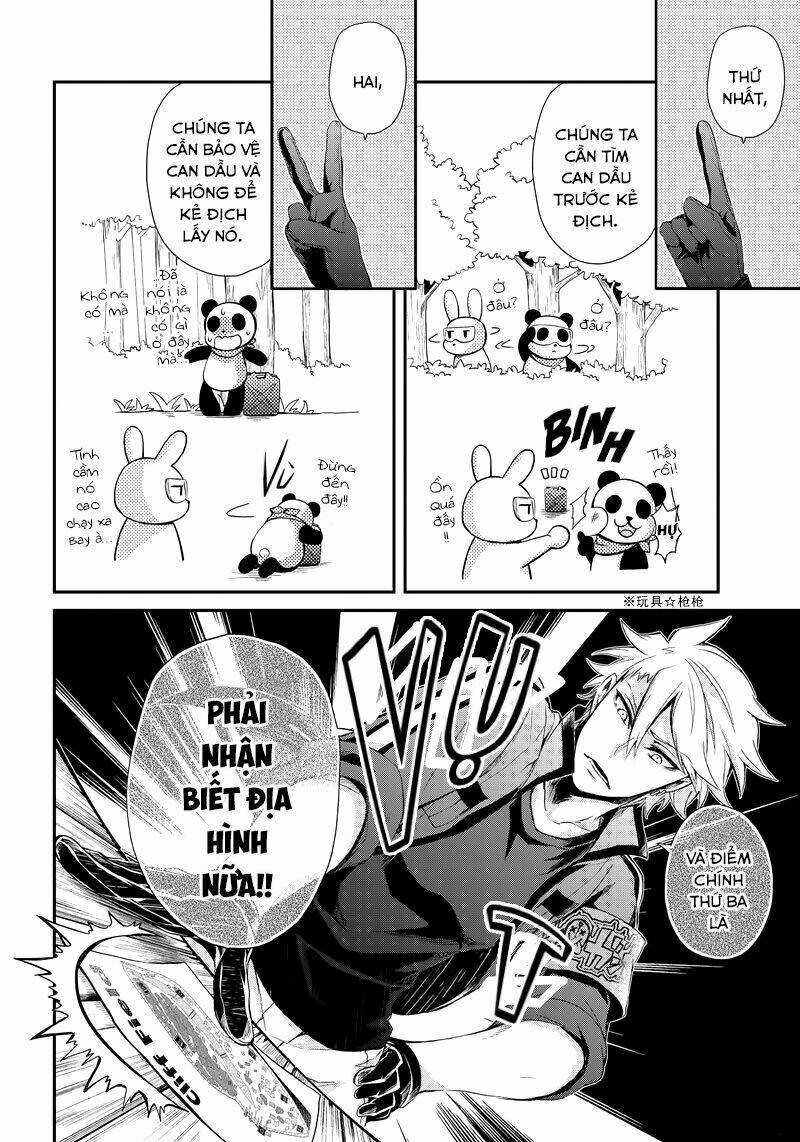 THỨ
NHẤT,
CHÚNG TA
CẦN TÌM
CAN DẦU
TRƯỚC KẺ
ĐỊCH.
Ở
đâu?
Ở
đâu?
BINH
Thấy
rồi!
Ồn
quá
đấy!!
HỰ
HAI,
CHÚNG TA
CẦN BẢO VỆ
CAN DẦU VÀ
KHÔNG ĐỂ
KẺ ĐỊCH
LẤY NÓ.
...Đã
nói là
không
có gì
ở đây
mà...
Không
có mà
Vù
Đừng
đến
đây!!
Tính
cầm
nó
cao
chạy xa
bay à...
※玩具☆枪枪
VỤT
VÀ ĐIỂM
CHÍNH
THỨ BA
LÀ
PHẢI
NHẬN
BIẾT ĐỊA
HÌNH
NỮA!!
Cliff Field